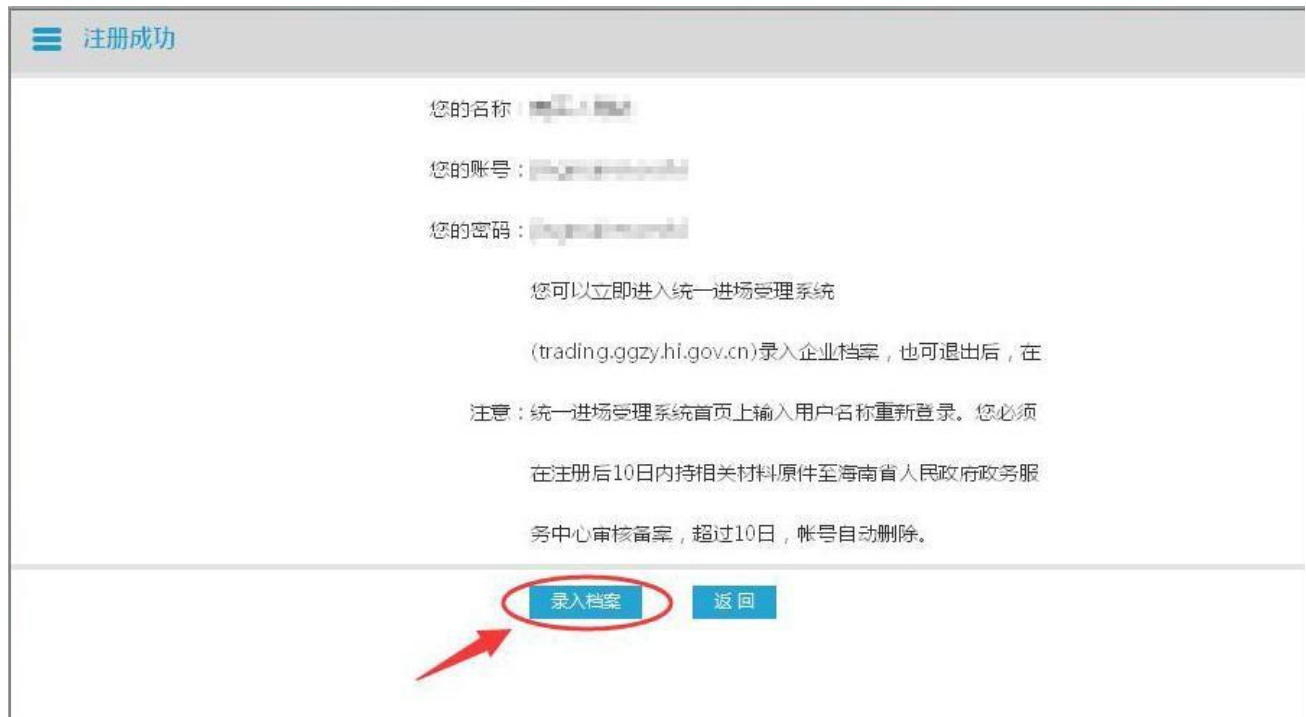 注册成功
您的名称：
您的账号：
您的密码：
您可以立即进入统一进场受理系统
(trading.ggzy.hi.gov.cn)录入企业档案，也可退出后，在
注意：统一进场受理系统首页上输入用户名称重新登录。您必须
在注册后10日内持相关材料原件至海南省人民政府政务服
务中心审核备案，超过10日，帐号自动删除。
录入档案 返回